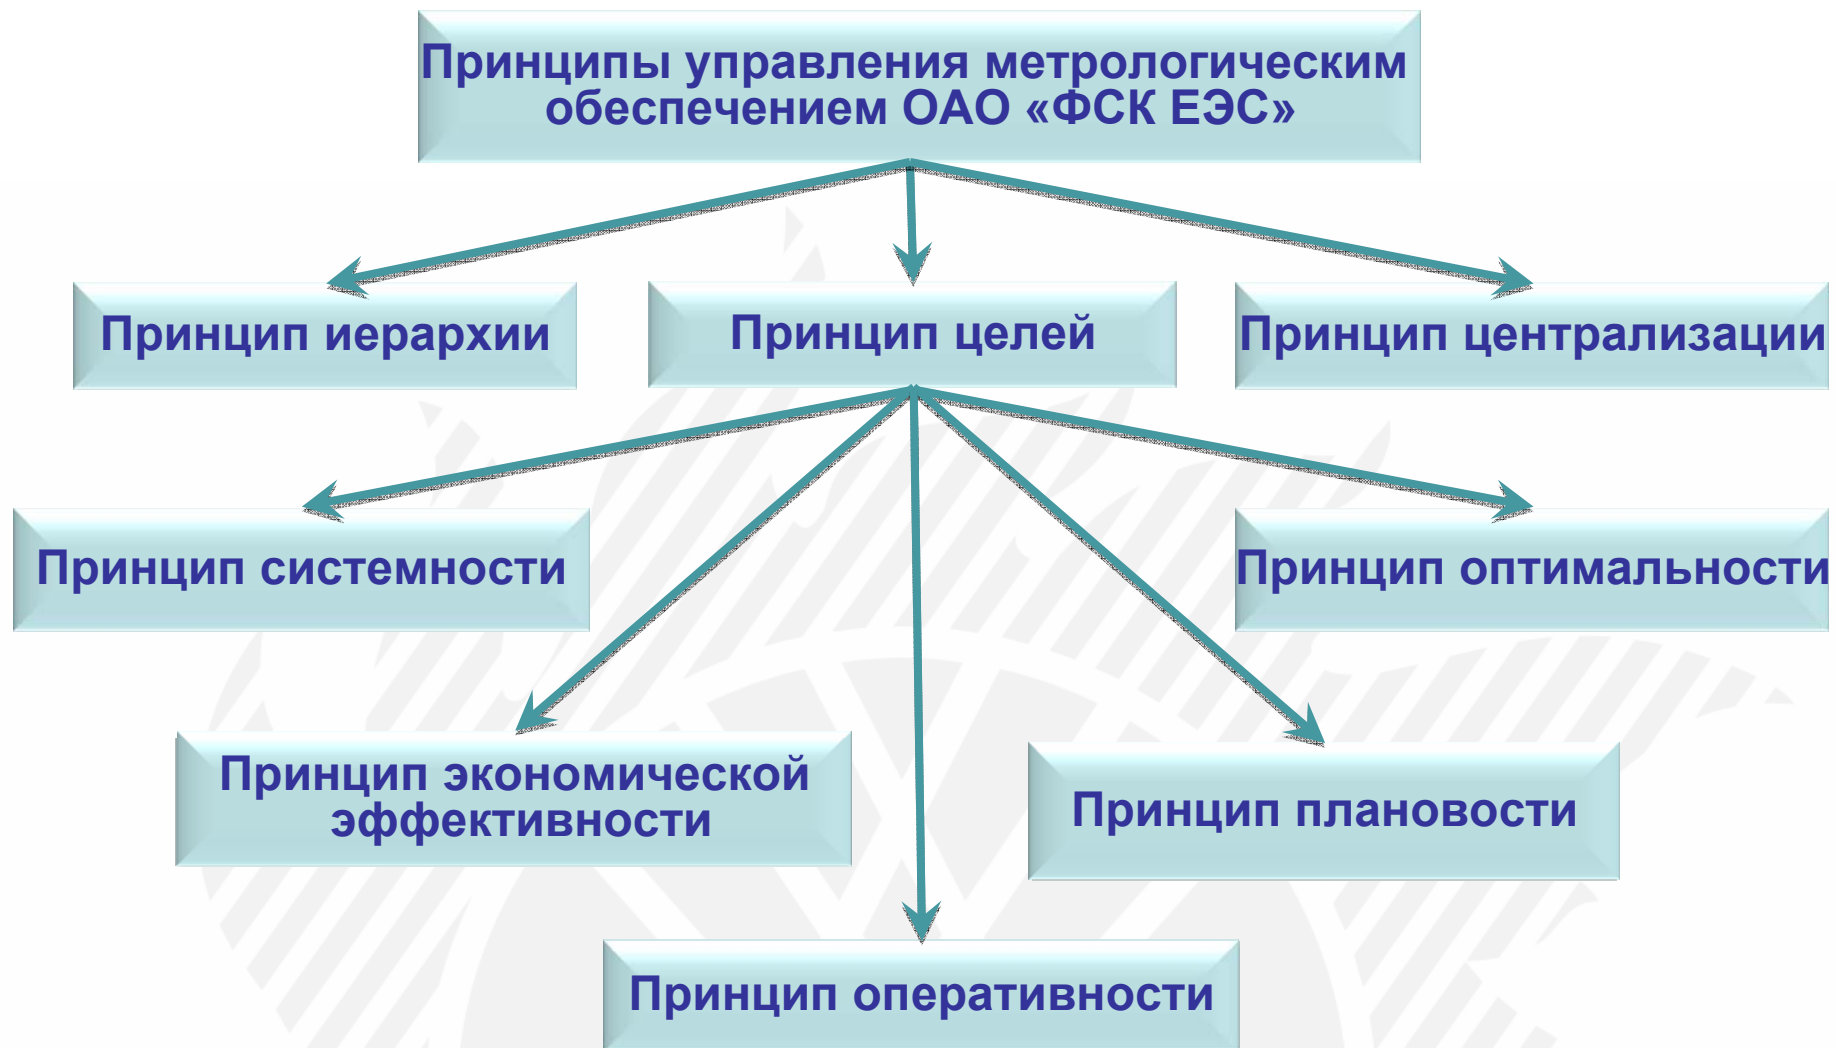 Принципы управления метрологическим
обеспечением ОАО «ФСК ЕЭС»
Принцип иерархии
Принцип целей
Принцип централизации
Принцип системности
Принцип оптимальности
Принцип экономической
эффективности
Принцип плановости
Принцип оперативности